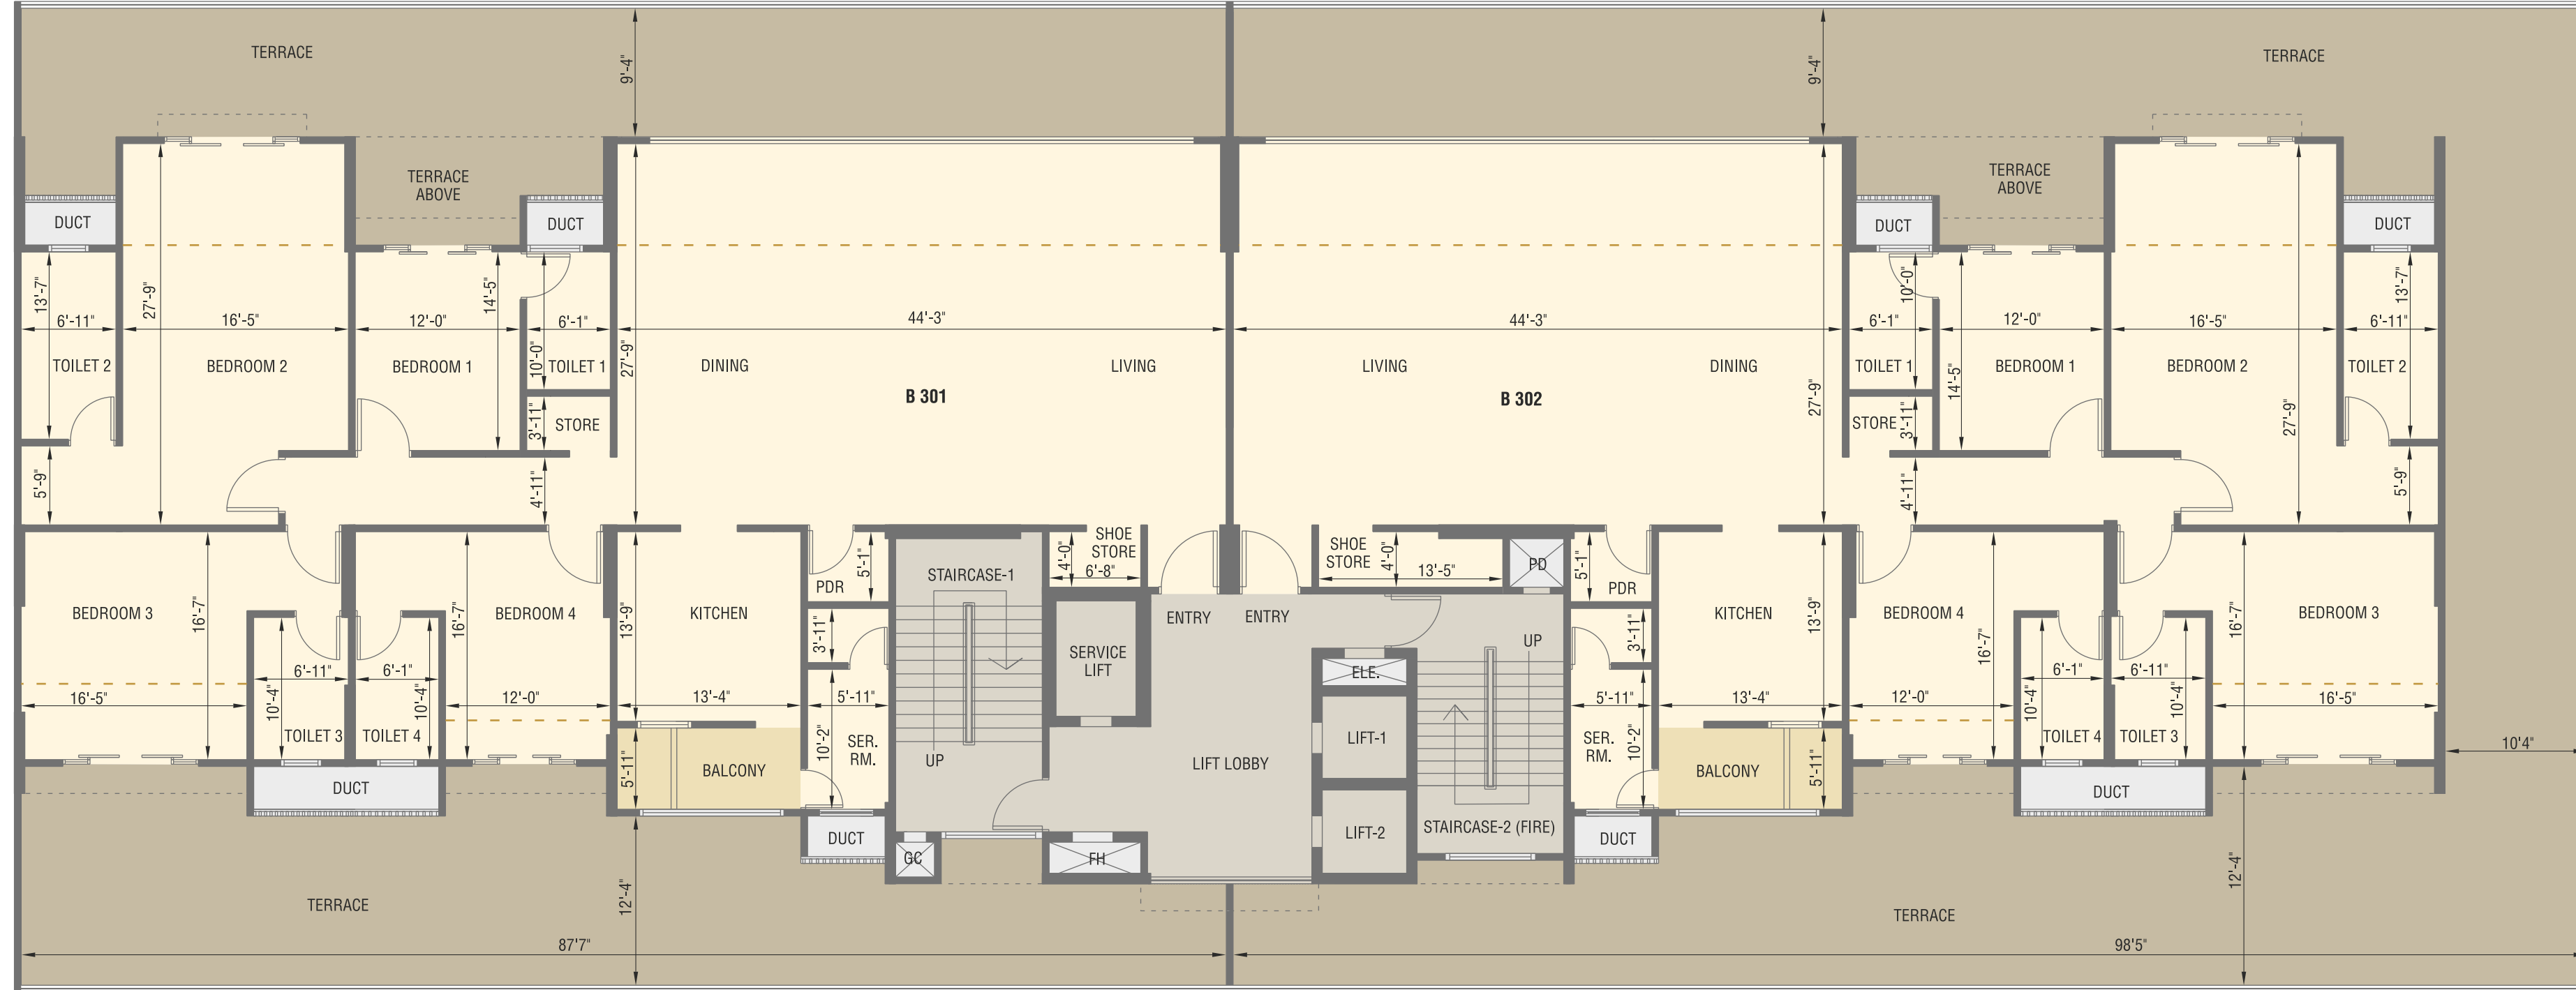 TERRACE
9'-4"
9'-4"
TERRACE
TERRACE
ABOVE
TERRACE
ABOVE
DUCT
DUCT
DUCT
DUCT
13'-7"
6'-11"
TOILET 2
5'-9"
27'-9"
16'-5"
BEDROOM 2
12'-0"
14'-5"
BEDROOM 1
6'-1"
10'-0"
TOILET 1
3'-11"
STORE
4'-11"
27'-9"
44'-3"
DINING
LIVING
B 301
44'-3"
LIVING
DINING
B 302
27'-9"
6'-1"
10'-0"
TOILET 1
STORE
3'-11"
4'-11"
14'-5"
12'-0"
BEDROOM 1
16'-5"
BEDROOM 2
27'-9"
13'-7"
6'-11"
TOILET 2
5'-9"
BEDROOM 3
16'-7"
16'-5"
6'-11"
10'-4"
TOILET 3
6'-1"
10'-4"
TOILET 4
DUCT
16'-7"
BEDROOM 4
12'-0"
13'-9"
KITCHEN
13'-4"
5'-11"
BALCONY
PDR
5'-1"
3'-11"
5'-11"
10'-2"
SER.
RM.
DUCT
STAIRCASE-1
UP
GC
4'-0"
SHOE
STORE
6'-8"
SERVICE
LIFT
FH
ENTRY
ENTRY
LIFT LOBBY
SHOE
STORE
4'-0"
13'-5"
PD
ELE.
LIFT-1
LIFT-2
UP
STAIRCASE-2 (FIRE)
5'-1"
PDR
3'-11"
5'-11"
SER.
RM.
10'-2"
DUCT
KITCHEN
13'-9"
13'-4"
BALCONY
5'-11"
BEDROOM 4
16'-7"
12'-0"
6'-1"
10'-4"
TOILET 4
6'-11"
10'-4"
TOILET 3
DUCT
16'-7"
BEDROOM 3
16'-5"
10'4"
TERRACE
12'-4"
TERRACE
12'-4"
87'7"
98'5"